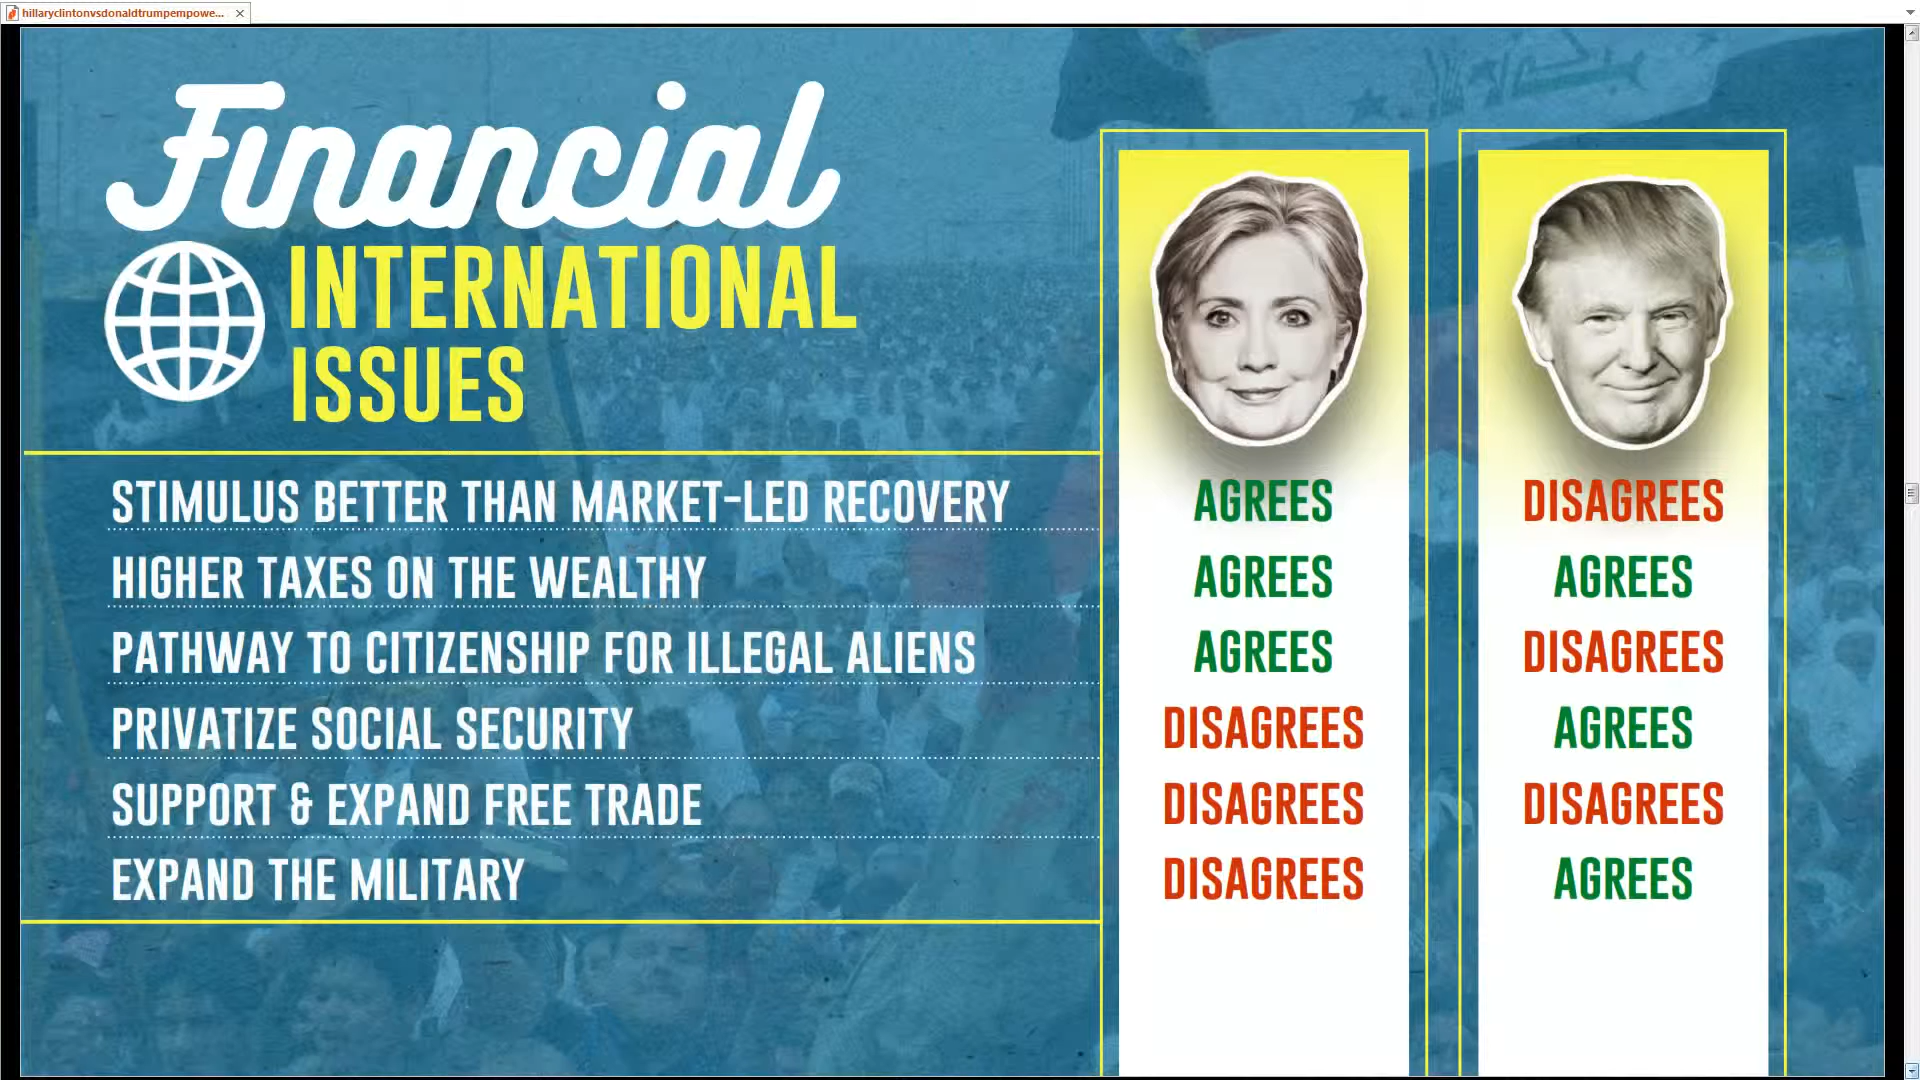 hillaryclintonvsdonaldtrumpempowe...
Financial
INTERNATIONAL
ISSUES
STIMULUS BETTER THAN MARKET-LED RECOVERY AGREES DISAGREES
HIGHER TAXES ON THE WEALTHY AGREES AGREES
PATHWAY TO CITIZENSHIP FOR ILLEGAL ALIENS AGREES DISAGREES
PRIVATIZE SOCIAL SECURITY DISAGREES AGREES
SUPPORT & EXPAND FREE TRADE DISAGREES DISAGREES
EXPAND THE MILITARY DISAGREES AGREES